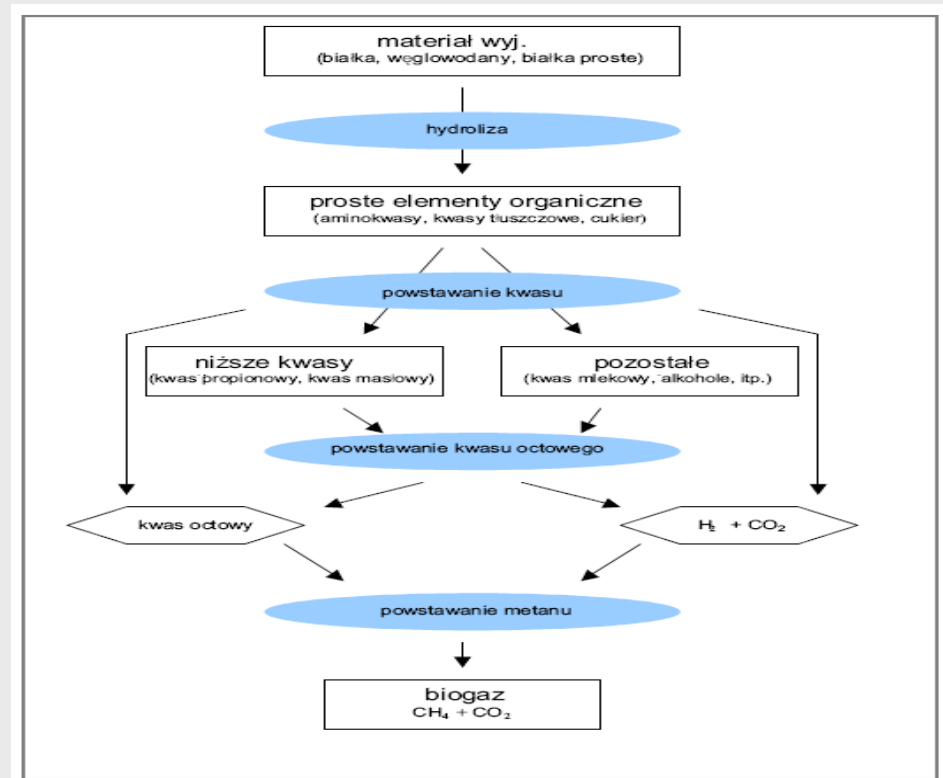 materiał wyj.
(białka, węglowodany, białka proste)
hydroliza
proste elementy organiczne
(aminokwasy, kwasy tłuszczowe, cukier)
powstawanie kwasu
niższe kwasy
(kwas propionowy, kwas masłowy)
pozostałe
(kwas mlekowy, alkohole, itp.)
powstawanie kwasu octowego
kwas octowy
H₂ + CO₂
powstawanie metanu
biogaz
CH₄ + CO₂